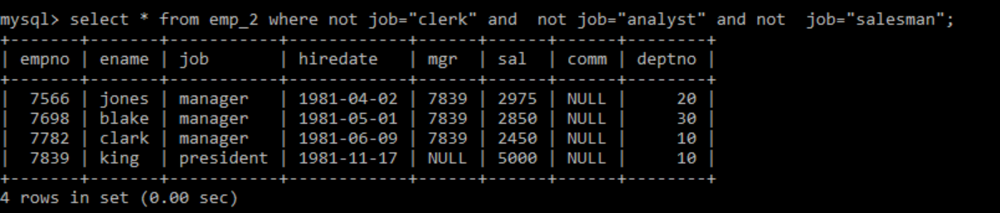 mysql> select * from emp_2 where not job="clerk" and  not job="analyst" and not  job="salesman";
+-------+-------+-----------+------------+------+------+------+--------+
| empno | ename | job       | hiredate   | mgr  | sal  | comm | deptno |
+-------+-------+-----------+------------+------+------+------+--------+
|  7566 | jones | manager   | 1981-04-02 | 7839 | 2975 | NULL |     20 |
|  7698 | blake | manager   | 1981-05-01 | 7839 | 2850 | NULL |     30 |
|  7782 | clark | manager   | 1981-06-09 | 7839 | 2450 | NULL |     10 |
|  7839 | king  | president | 1981-11-17 | NULL | 5000 | NULL |     10 |
+-------+-------+-----------+------------+------+------+------+--------+
4 rows in set (0.00 sec)